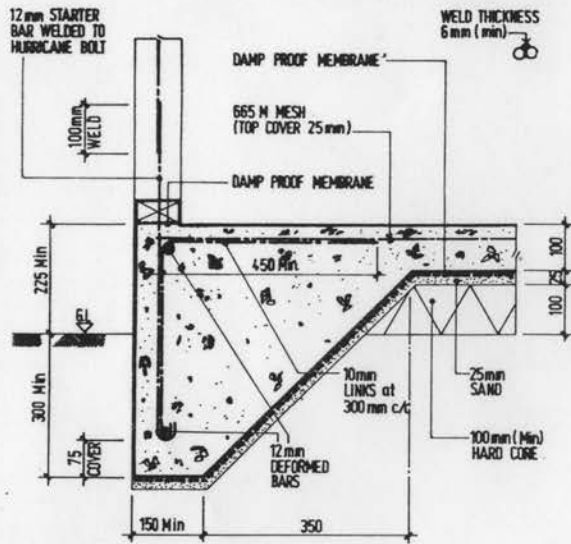 12mm STARTER
BAR WELDED TO
HURRICANE BOLT
WELD THICKNESS
6mm (min)
DAMP PROOF MEMBRANE
665 M MESH
(TOP COVER 25mm)
100mm
WELD
DAMP PROOF MEMBRANE
225 Min
450 Min
100
25
100
G.L
300 Min
75
COVER
10mm
LINKS at
300mm c/c
25mm
SAND
12mm
DEFORMED
BARS
100mm (Min)
HARD CORE
150 Min
350